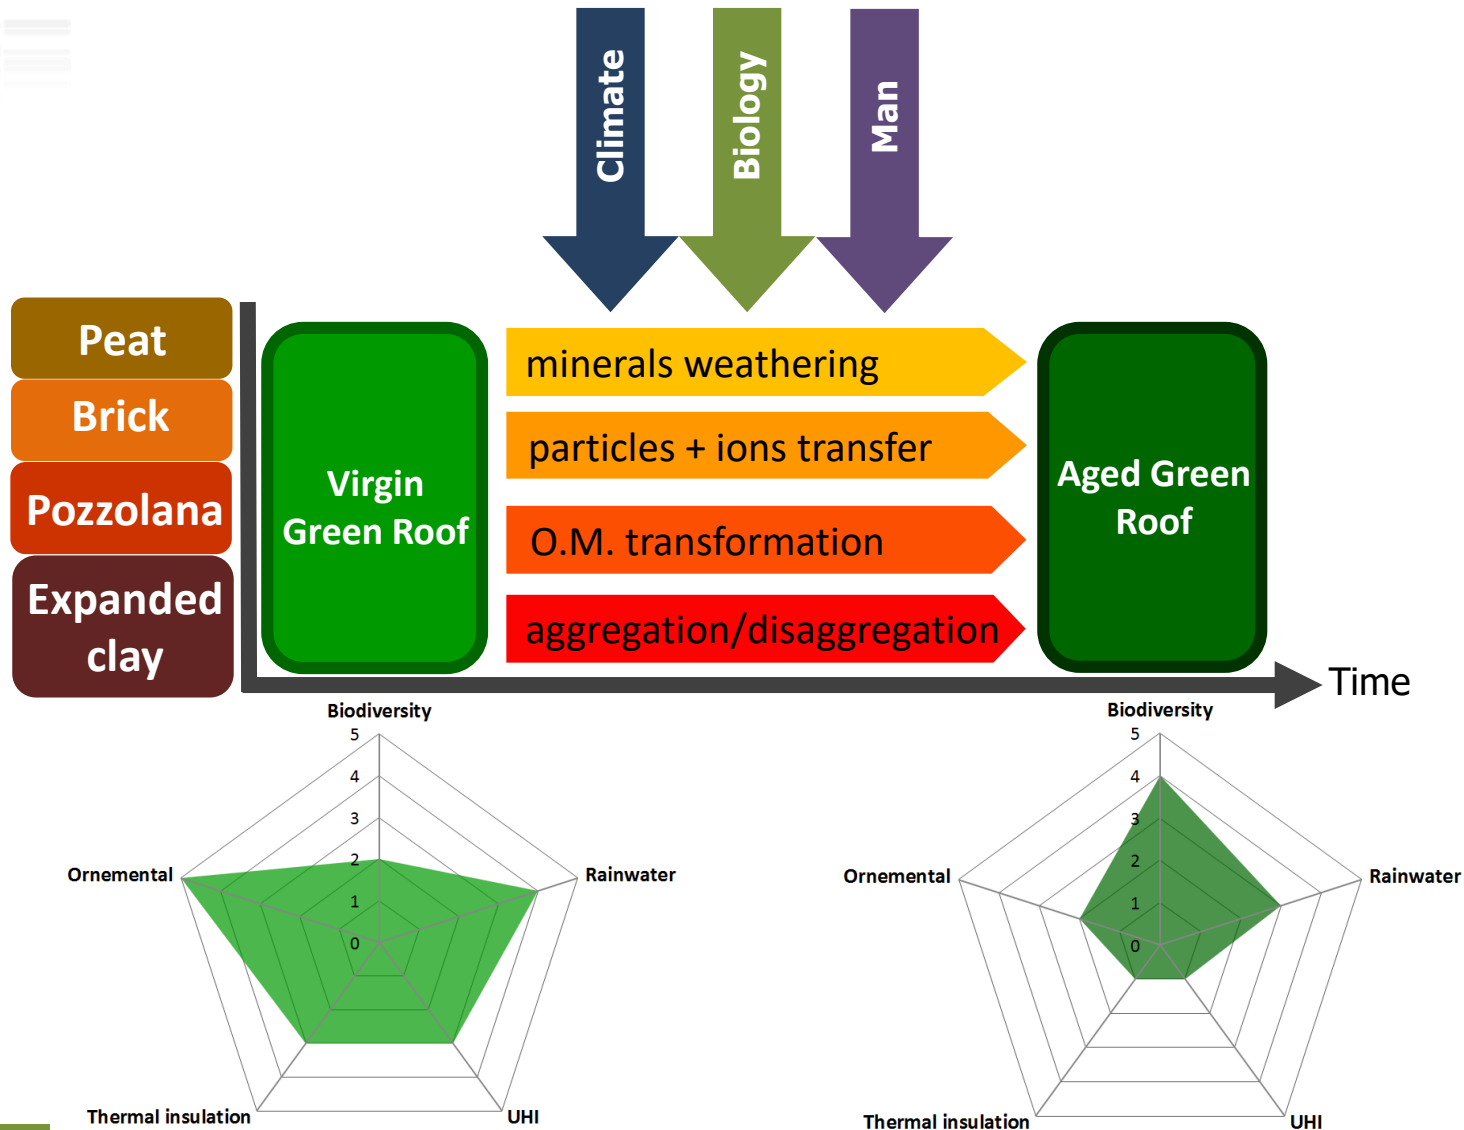 Climate
Biology
Man
Peat
Brick
Pozzolana
Expanded
clay
Virgin
Green Roof
minerals weathering
particles + ions transfer
O.M. transformation
aggregation/disaggregation
Aged Green
Roof
Time
Biodiversity
5
4
3
2
1
0
Ornemental
Rainwater
Thermal insulation
UHI
Biodiversity
5
4
3
2
1
0
Ornemental
Rainwater
Thermal insulation
UHI